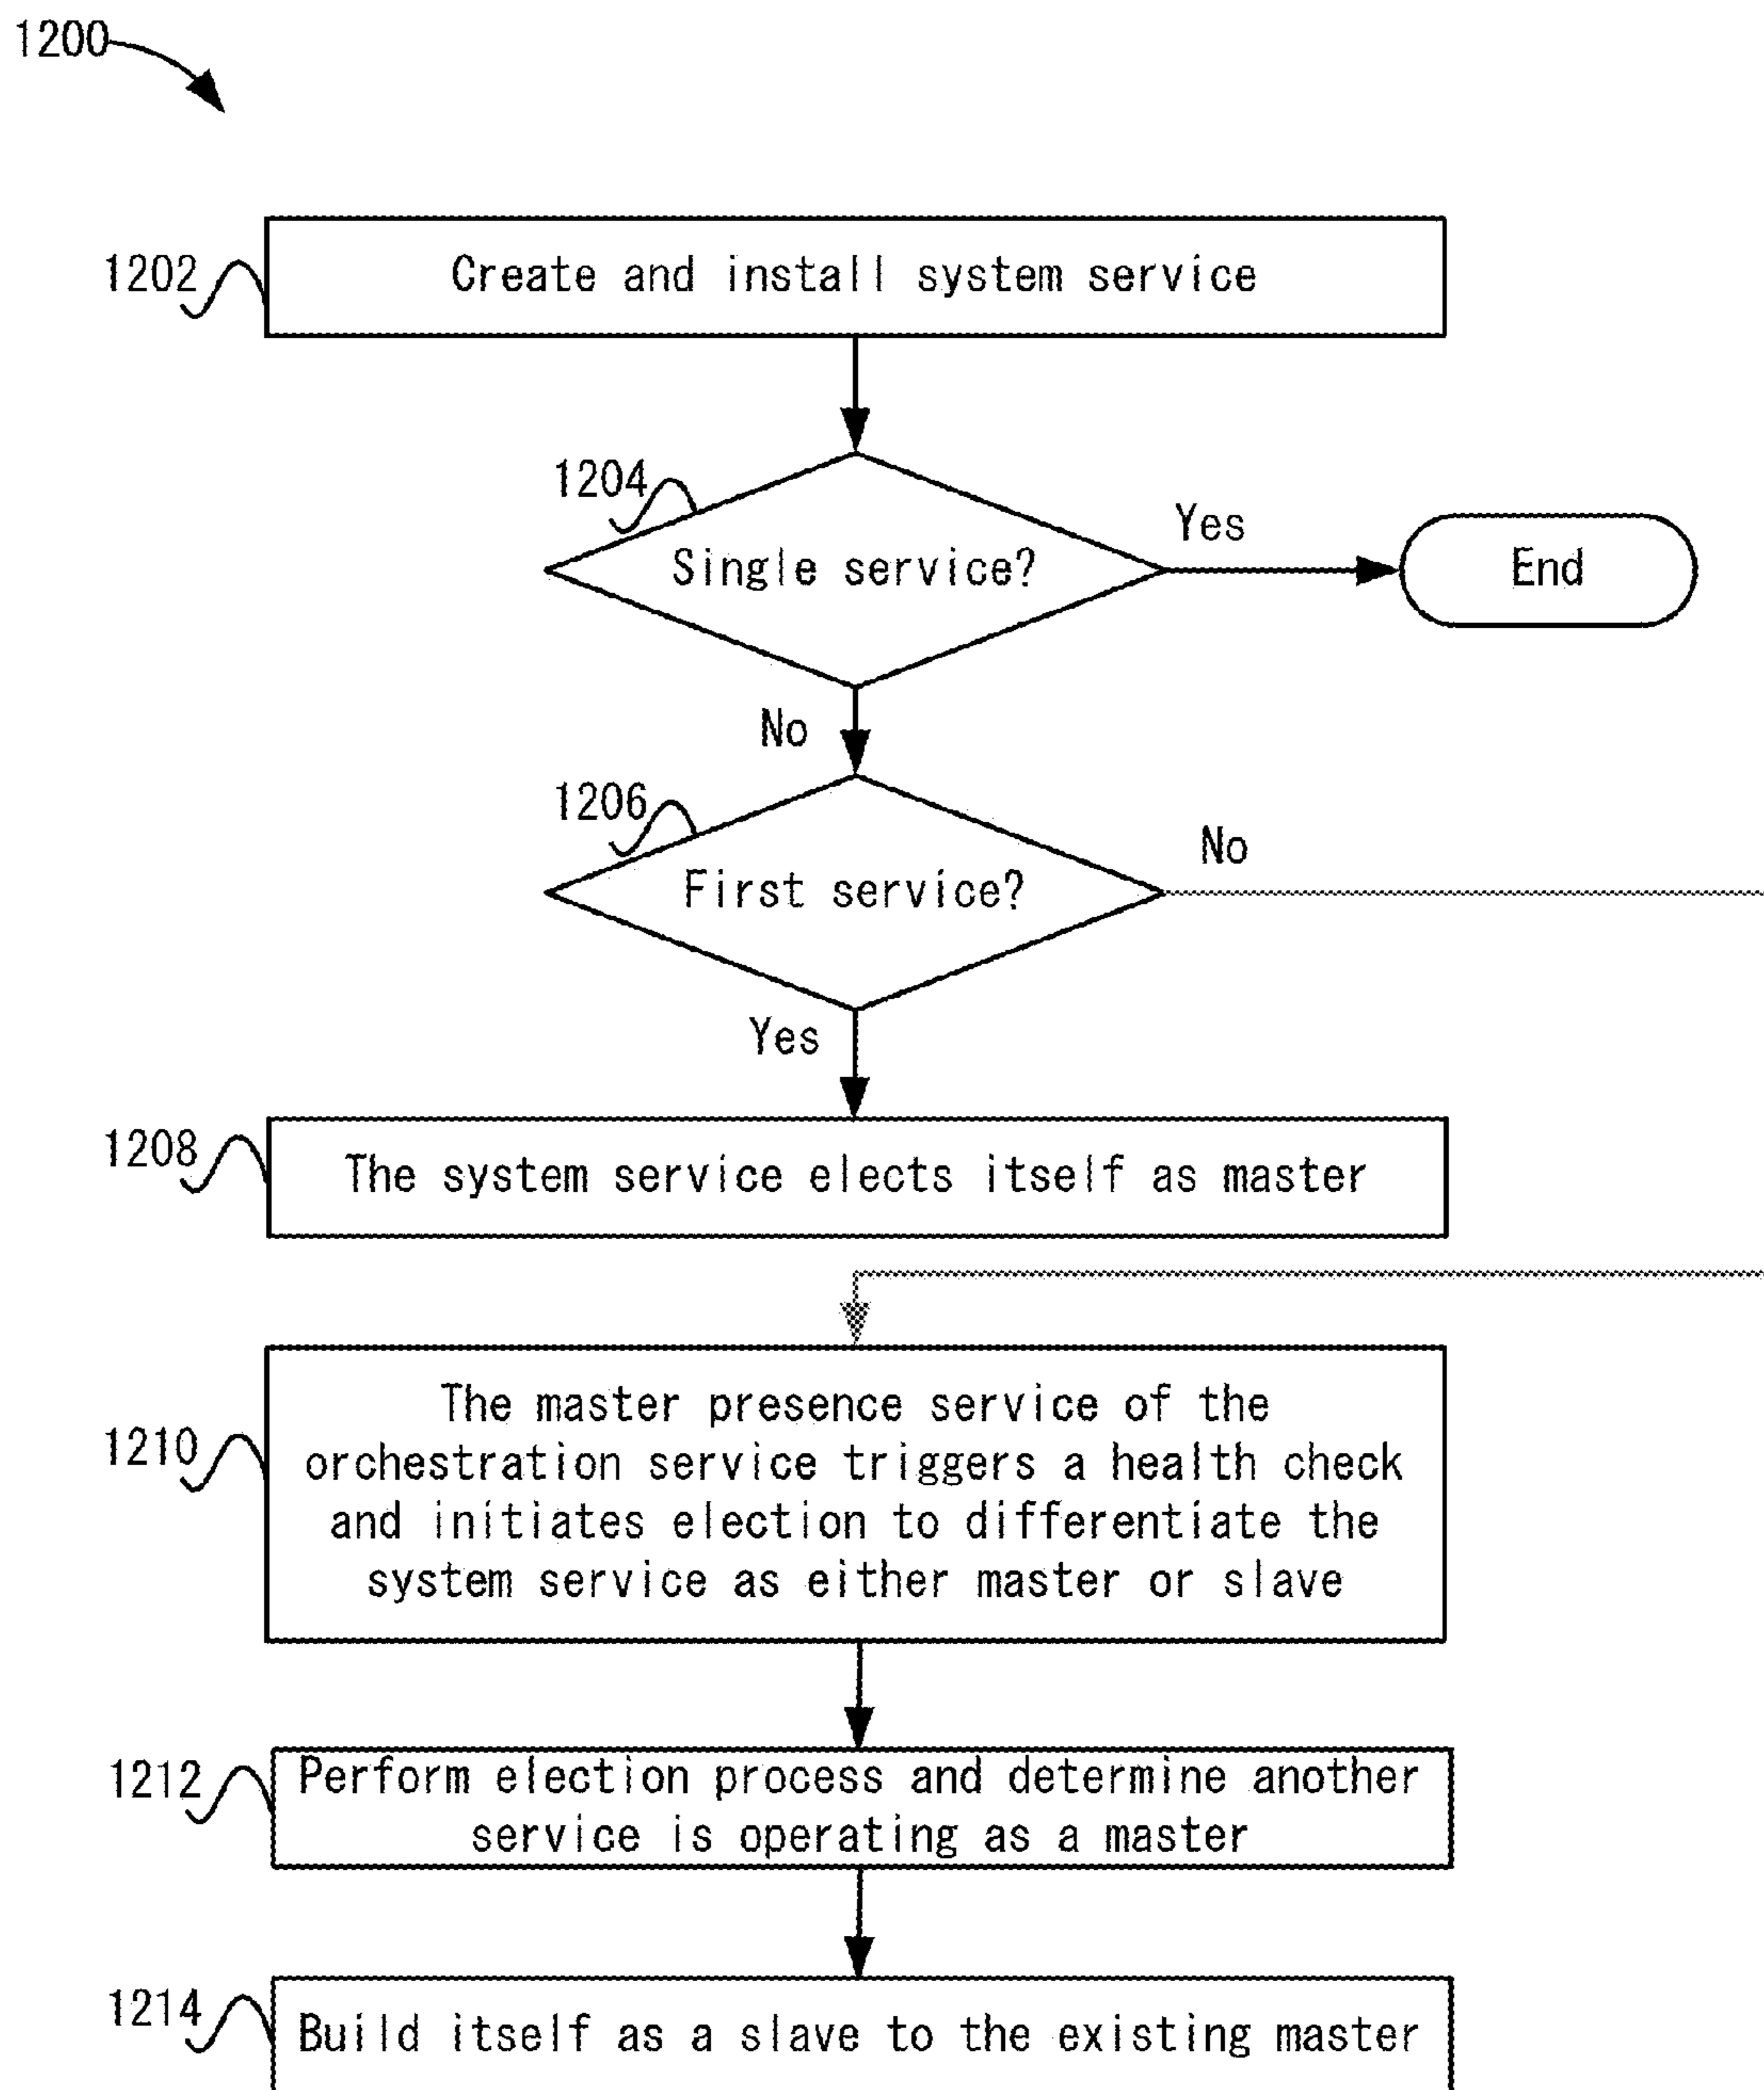 1200
1202
Create and install system service
1204
Single service?
Yes
End
No
1206
First service?
No
Yes
1208
The system service elects itself as master
1210
The master presence service of the
orchestration service triggers a health check
and initiates election to differentiate the
system service as either master or slave
1212
Perform election process and determine another
service is operating as a master
1214
Build itself as a slave to the existing master